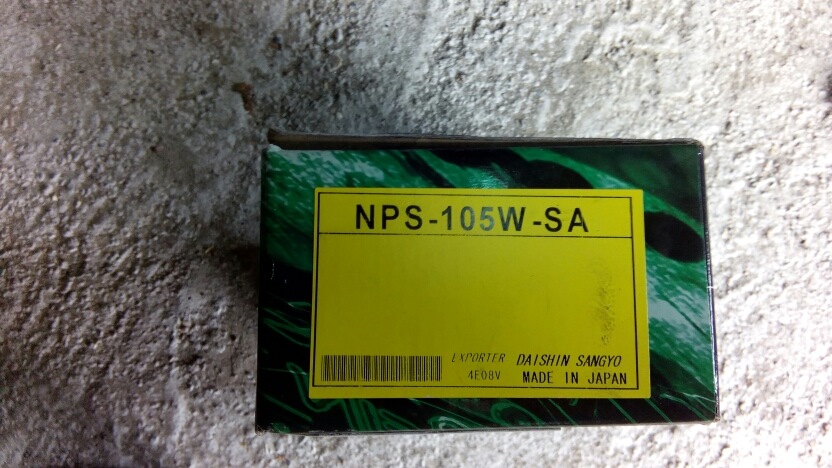 NPS-105W-SA
EXPORTER DAISHIN SANGYO
4E08V MADE IN JAPAN